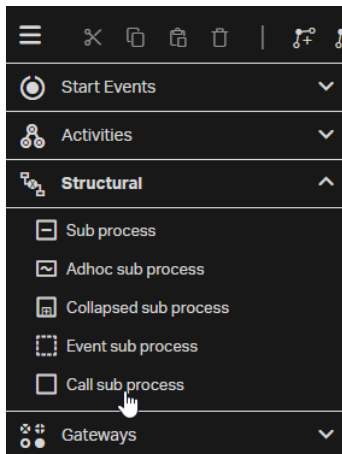 Start Events
Activities
Structural
Sub process
Adhoc sub process
Collapsed sub process
Event sub process
Call sub process
Gateways